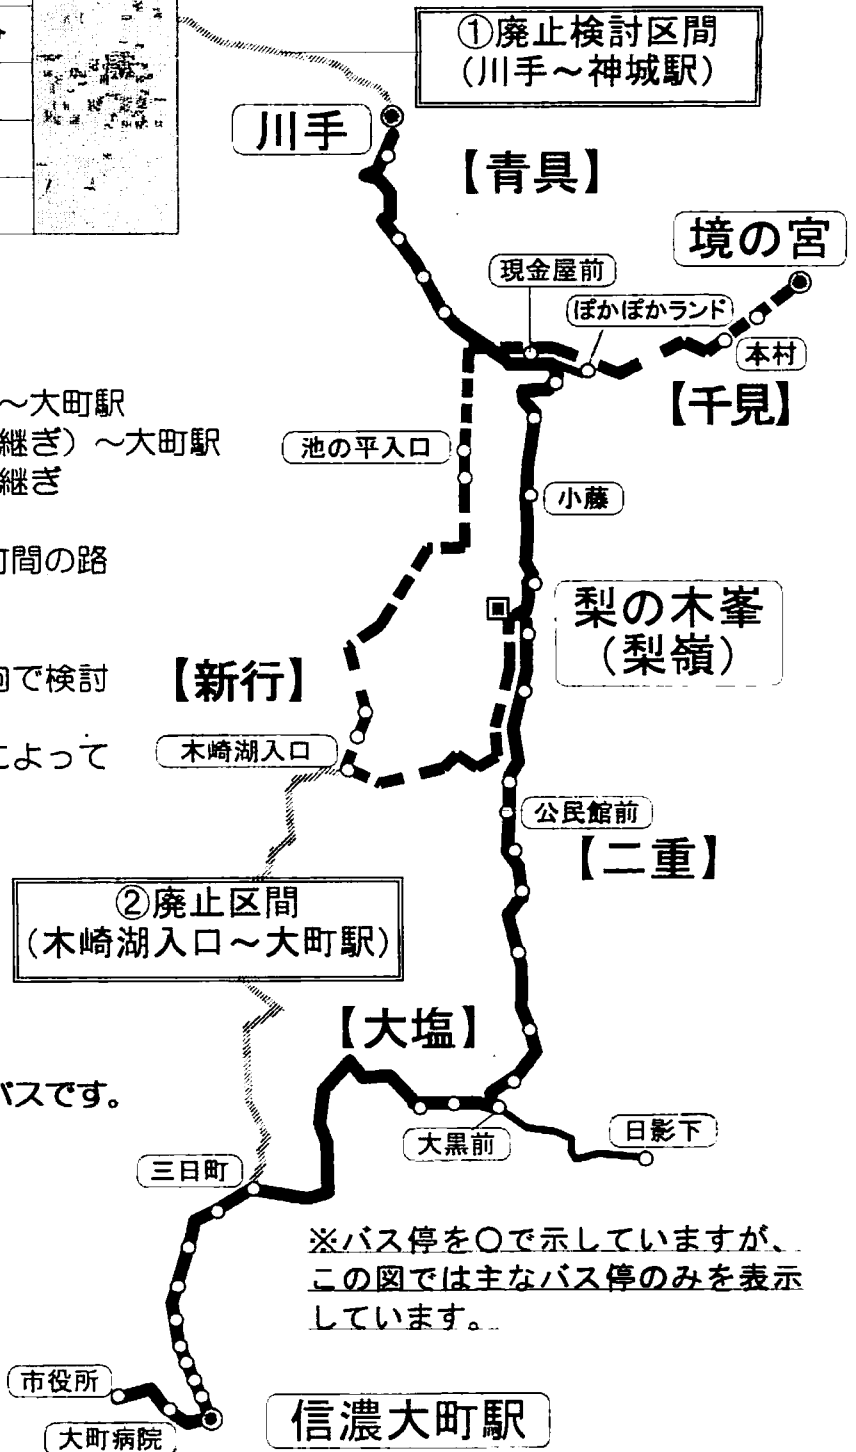 ①廃止検討区間
(川手～神城駅)
川手
【青具】
境の宮
現金屋前
ぽかぽかランド
本村
【千見】
～大町駅
継ぎ）～大町駅
継ぎ
池の平入口
小藤
町間の路
梨の木峯
(梨嶺)
【新行】
向で検討
によって
木崎湖入口
公民館前
【二重】
②廃止区間
(木崎湖入口～大町駅)
【大塩】
バスです。
大黒前
日影下
三日町
※バス停を〇で示していますが、
この図では主なバス停のみを表示
しています。
市役所
大町病院
信濃大町駅